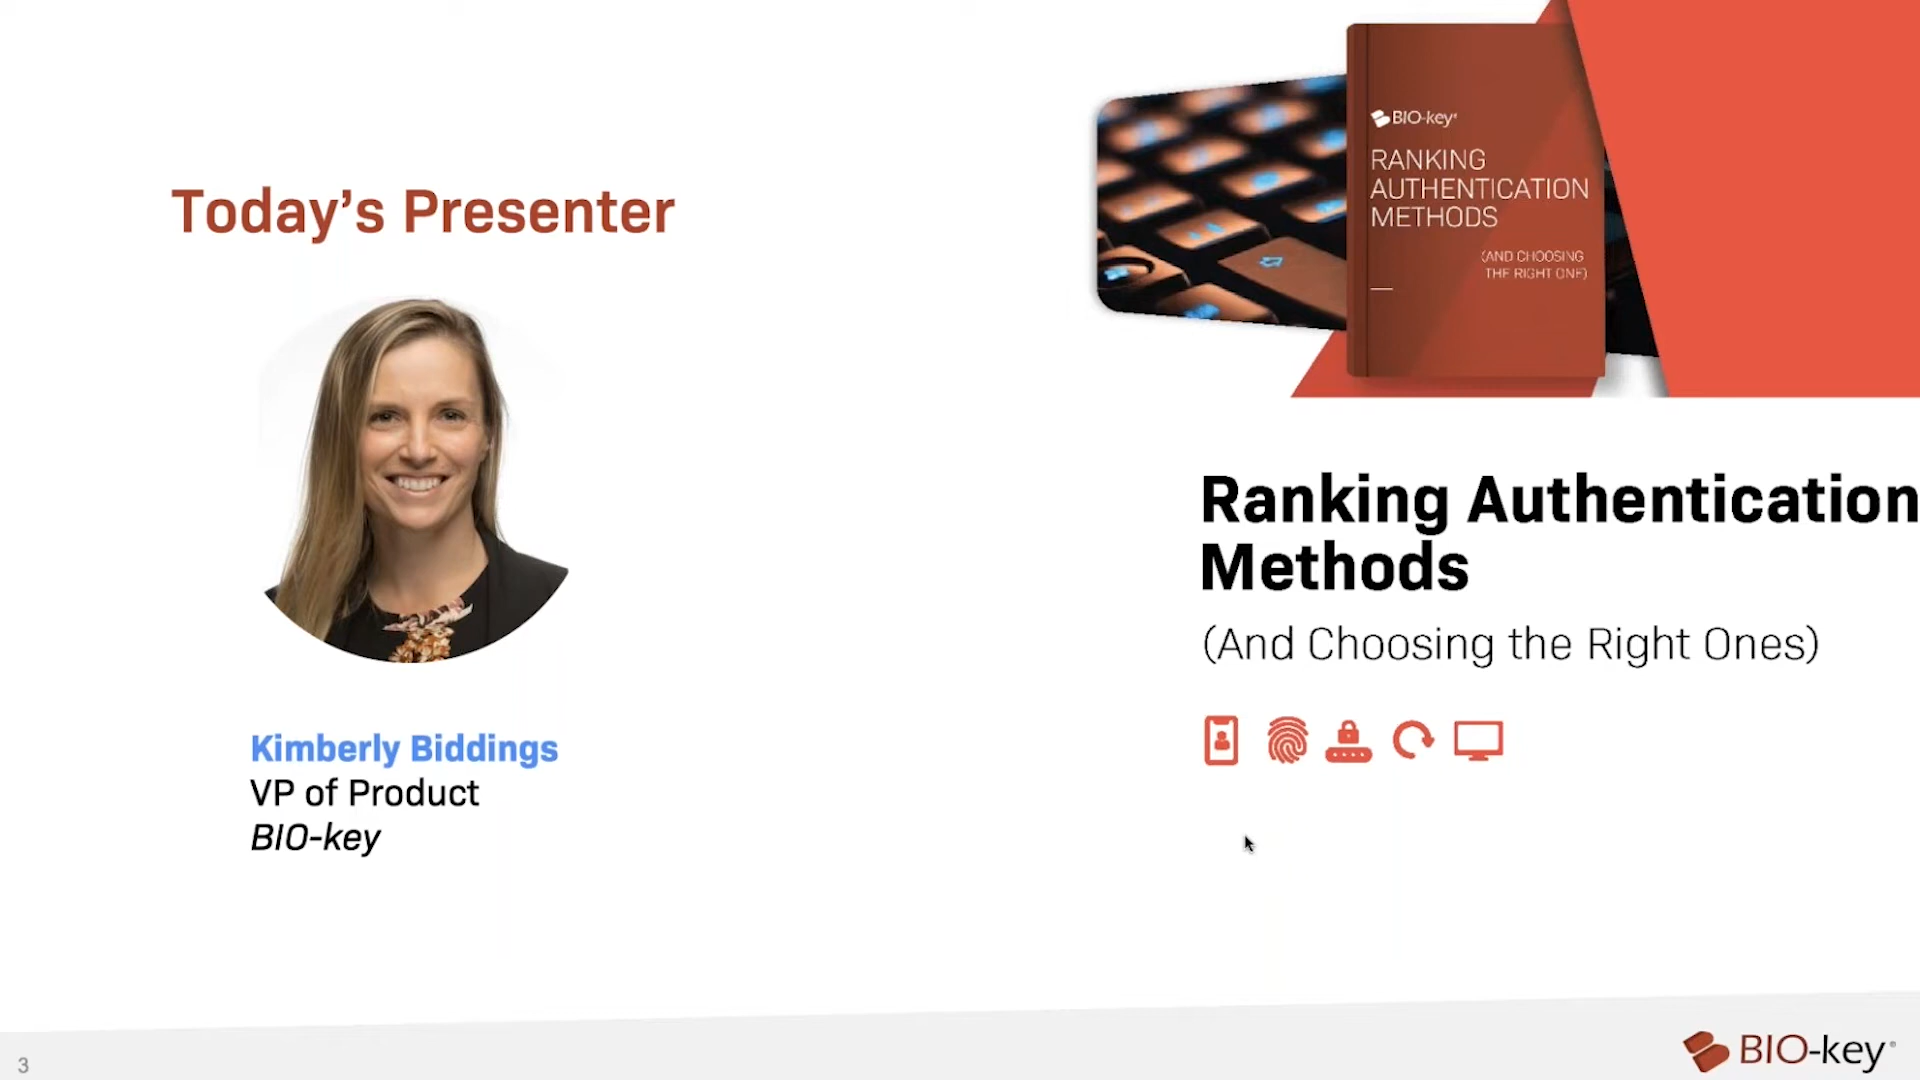 Today's Presenter
Kimberly Biddings
VP of Product
BIO-key
BIO-key
RANKING
AUTHENTICATION
METHODS
(AND CHOOSING
THE RIGHT ONE)
Ranking Authentication
Methods
(And Choosing the Right Ones)
3
BIO-key®